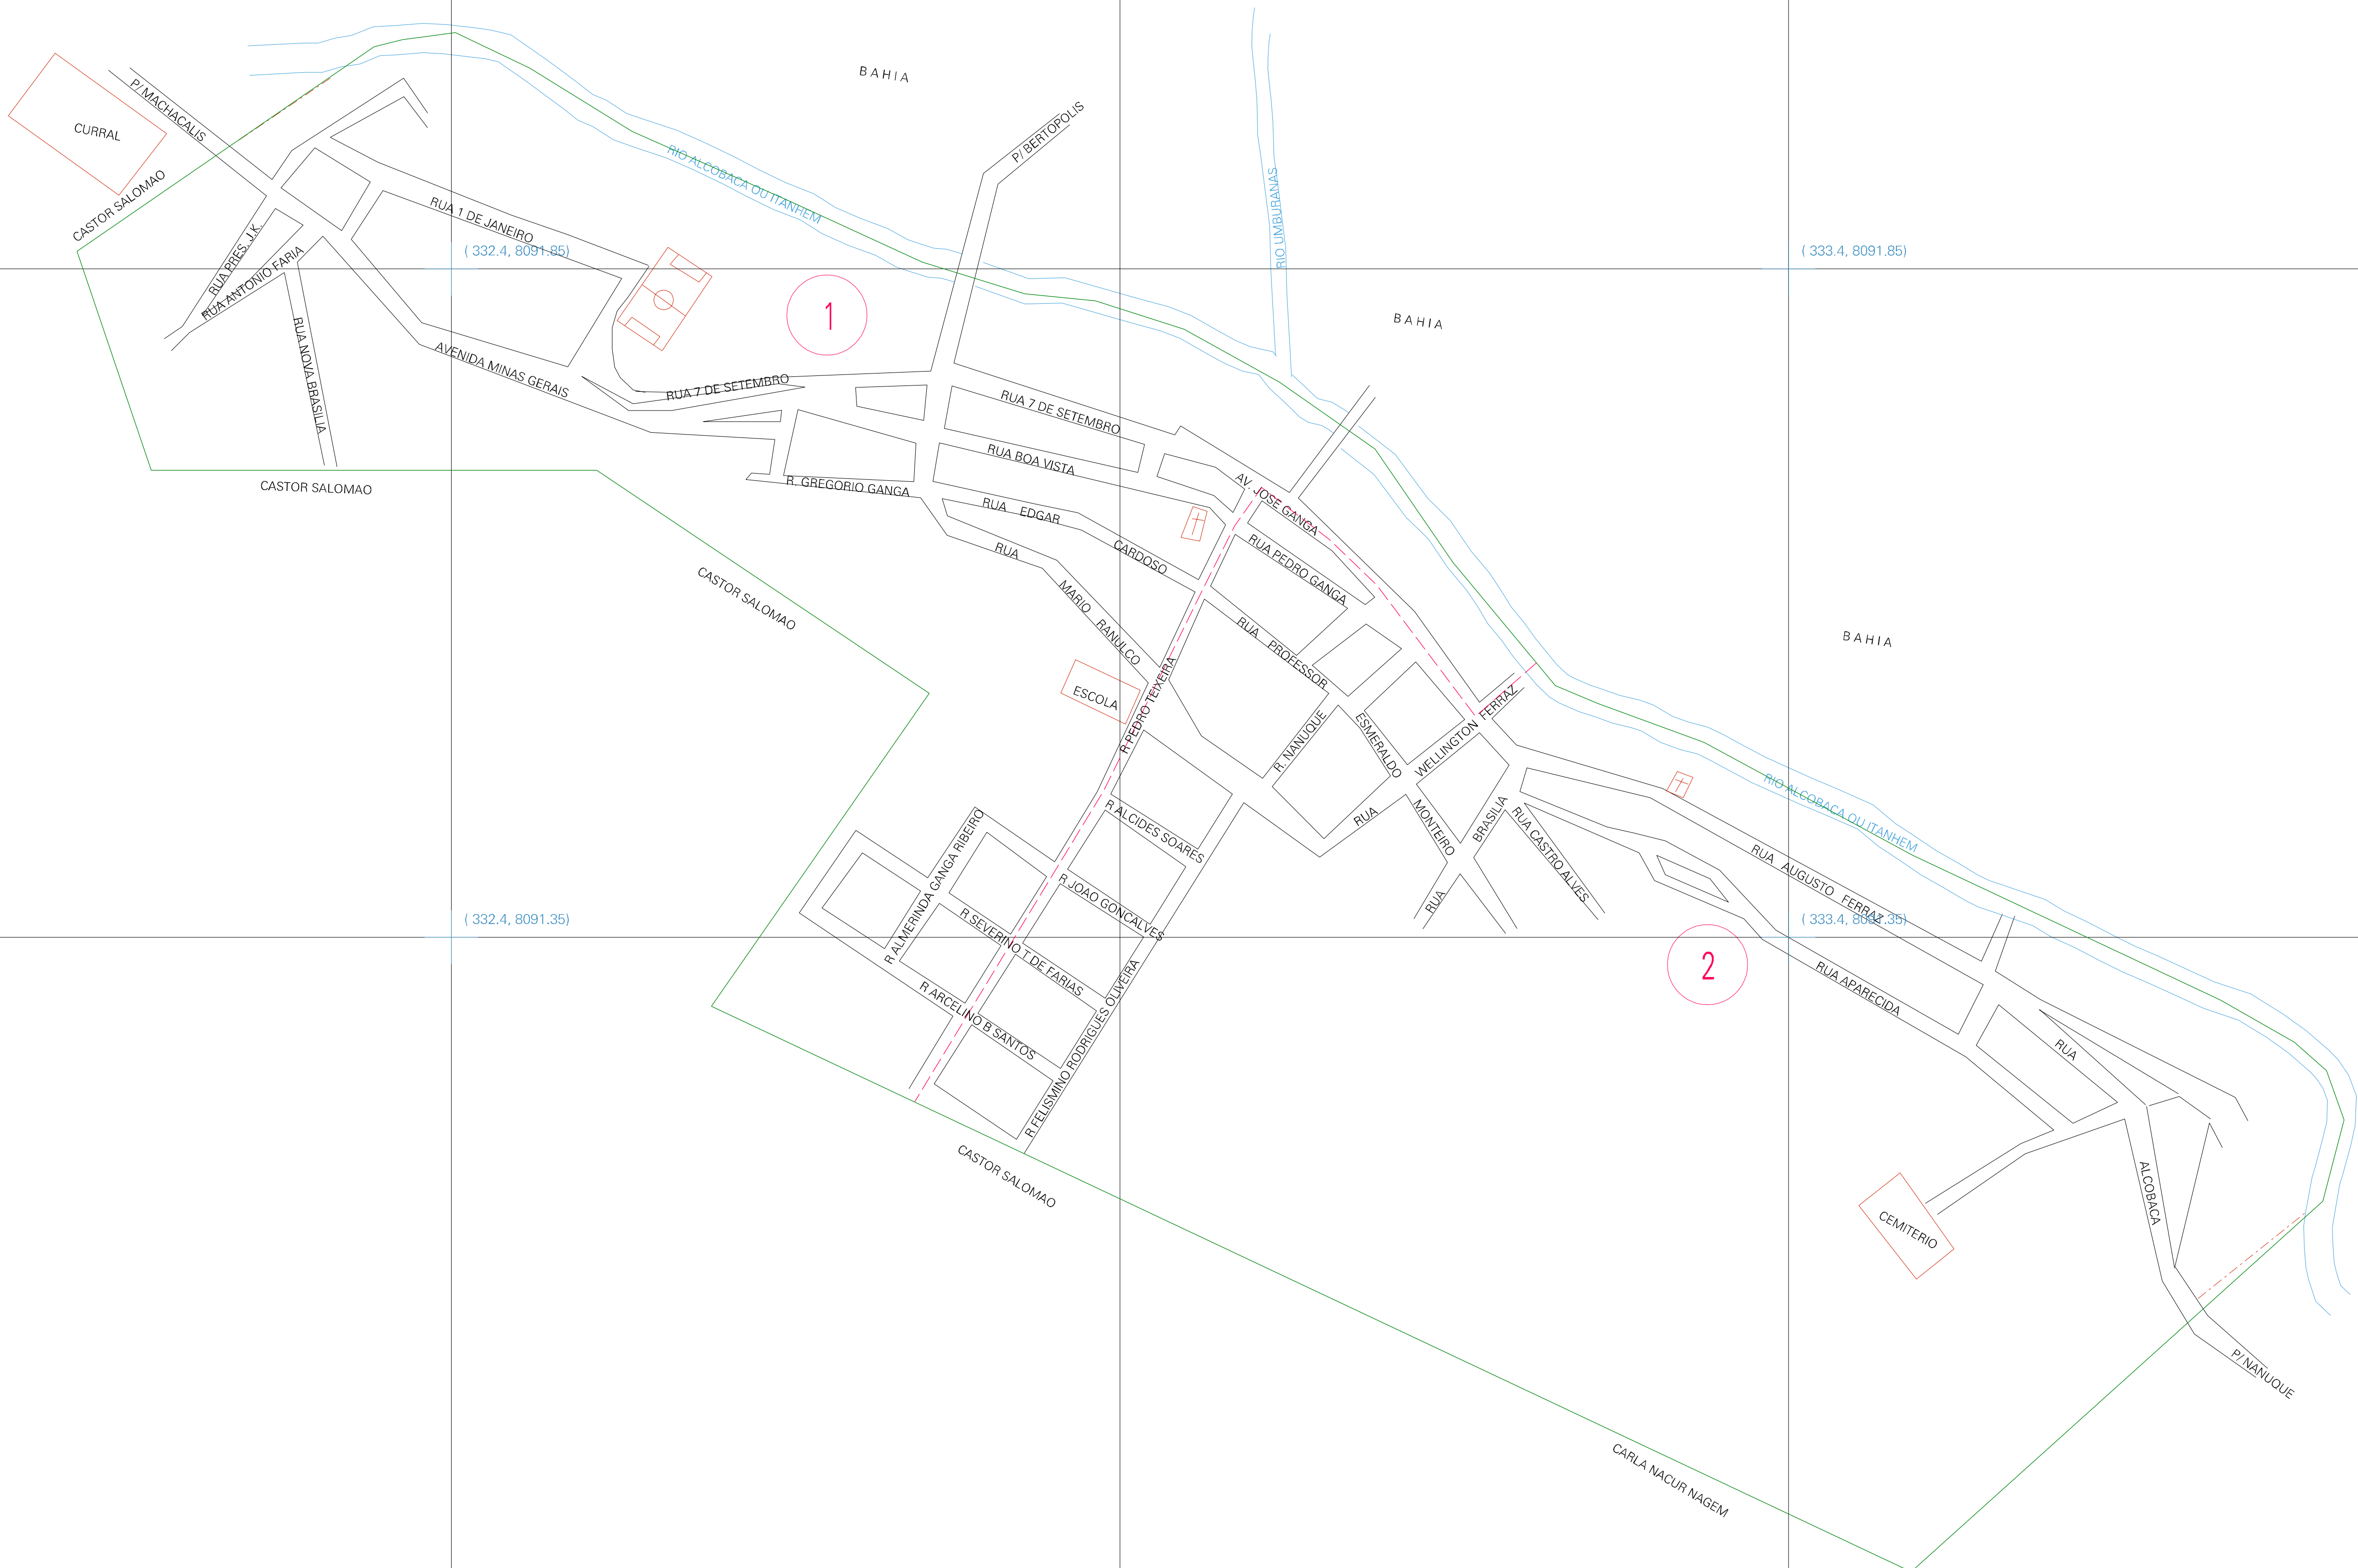 BAHIA
P/ MACHACALIS
CURRAL
P/ BERTOPOLIS
RIO ALCOBACA OU ITANHEM
RIO UMBURANAS
CASTOR SALOMAO
RUA 1 DE JANEIRO
RUA PRES. J.K.
RUA ANTONIO FARIA
( 332.4, 8091.85)
( 333.4, 8091.85)
1
BAHIA
RUA NOVA BRASILIA
AVENIDA MINAS GERAIS
RUA 7 DE SETEMBRO
RUA 7 DE SETEMBRO
RUA BOA VISTA
CASTOR SALOMAO
R. GREGORIO GANGA
AV. JOSE GANGA
RUA EDGAR CARDOSO
RUA MARIO RANULCO
RUA PEDRO GANGA
CASTOR SALOMAO
RUA PROFESSOR ESMERALDO MONTEIRO
BAHIA
ESCOLA
R PEDRO TEIXEIRA
R. NANUQUE
RUA WELLINGTON FERRAZ
RIO ALCOBACA OU ITANHEM
R ALCIDES SOARES
RUA BRASILIA
RUA CASTRO ALVES
R ALMERINDA GANGA RIBEIRO
R JOAO GONCALVES
RUA AUGUSTO FERRAZ
( 332.4, 8091.35)
( 333.4, 8091.35)
R SEVERINO T DE FARIAS
2
RUA APARECIDA
R ARCELINO B SANTOS
R FELISMINO RODRIGUES OLIVEIRA
RUA ALCOBACA
CASTOR SALOMAO
CEMITERIO
P/ NANUQUE
CARLA NACUR NAGEM